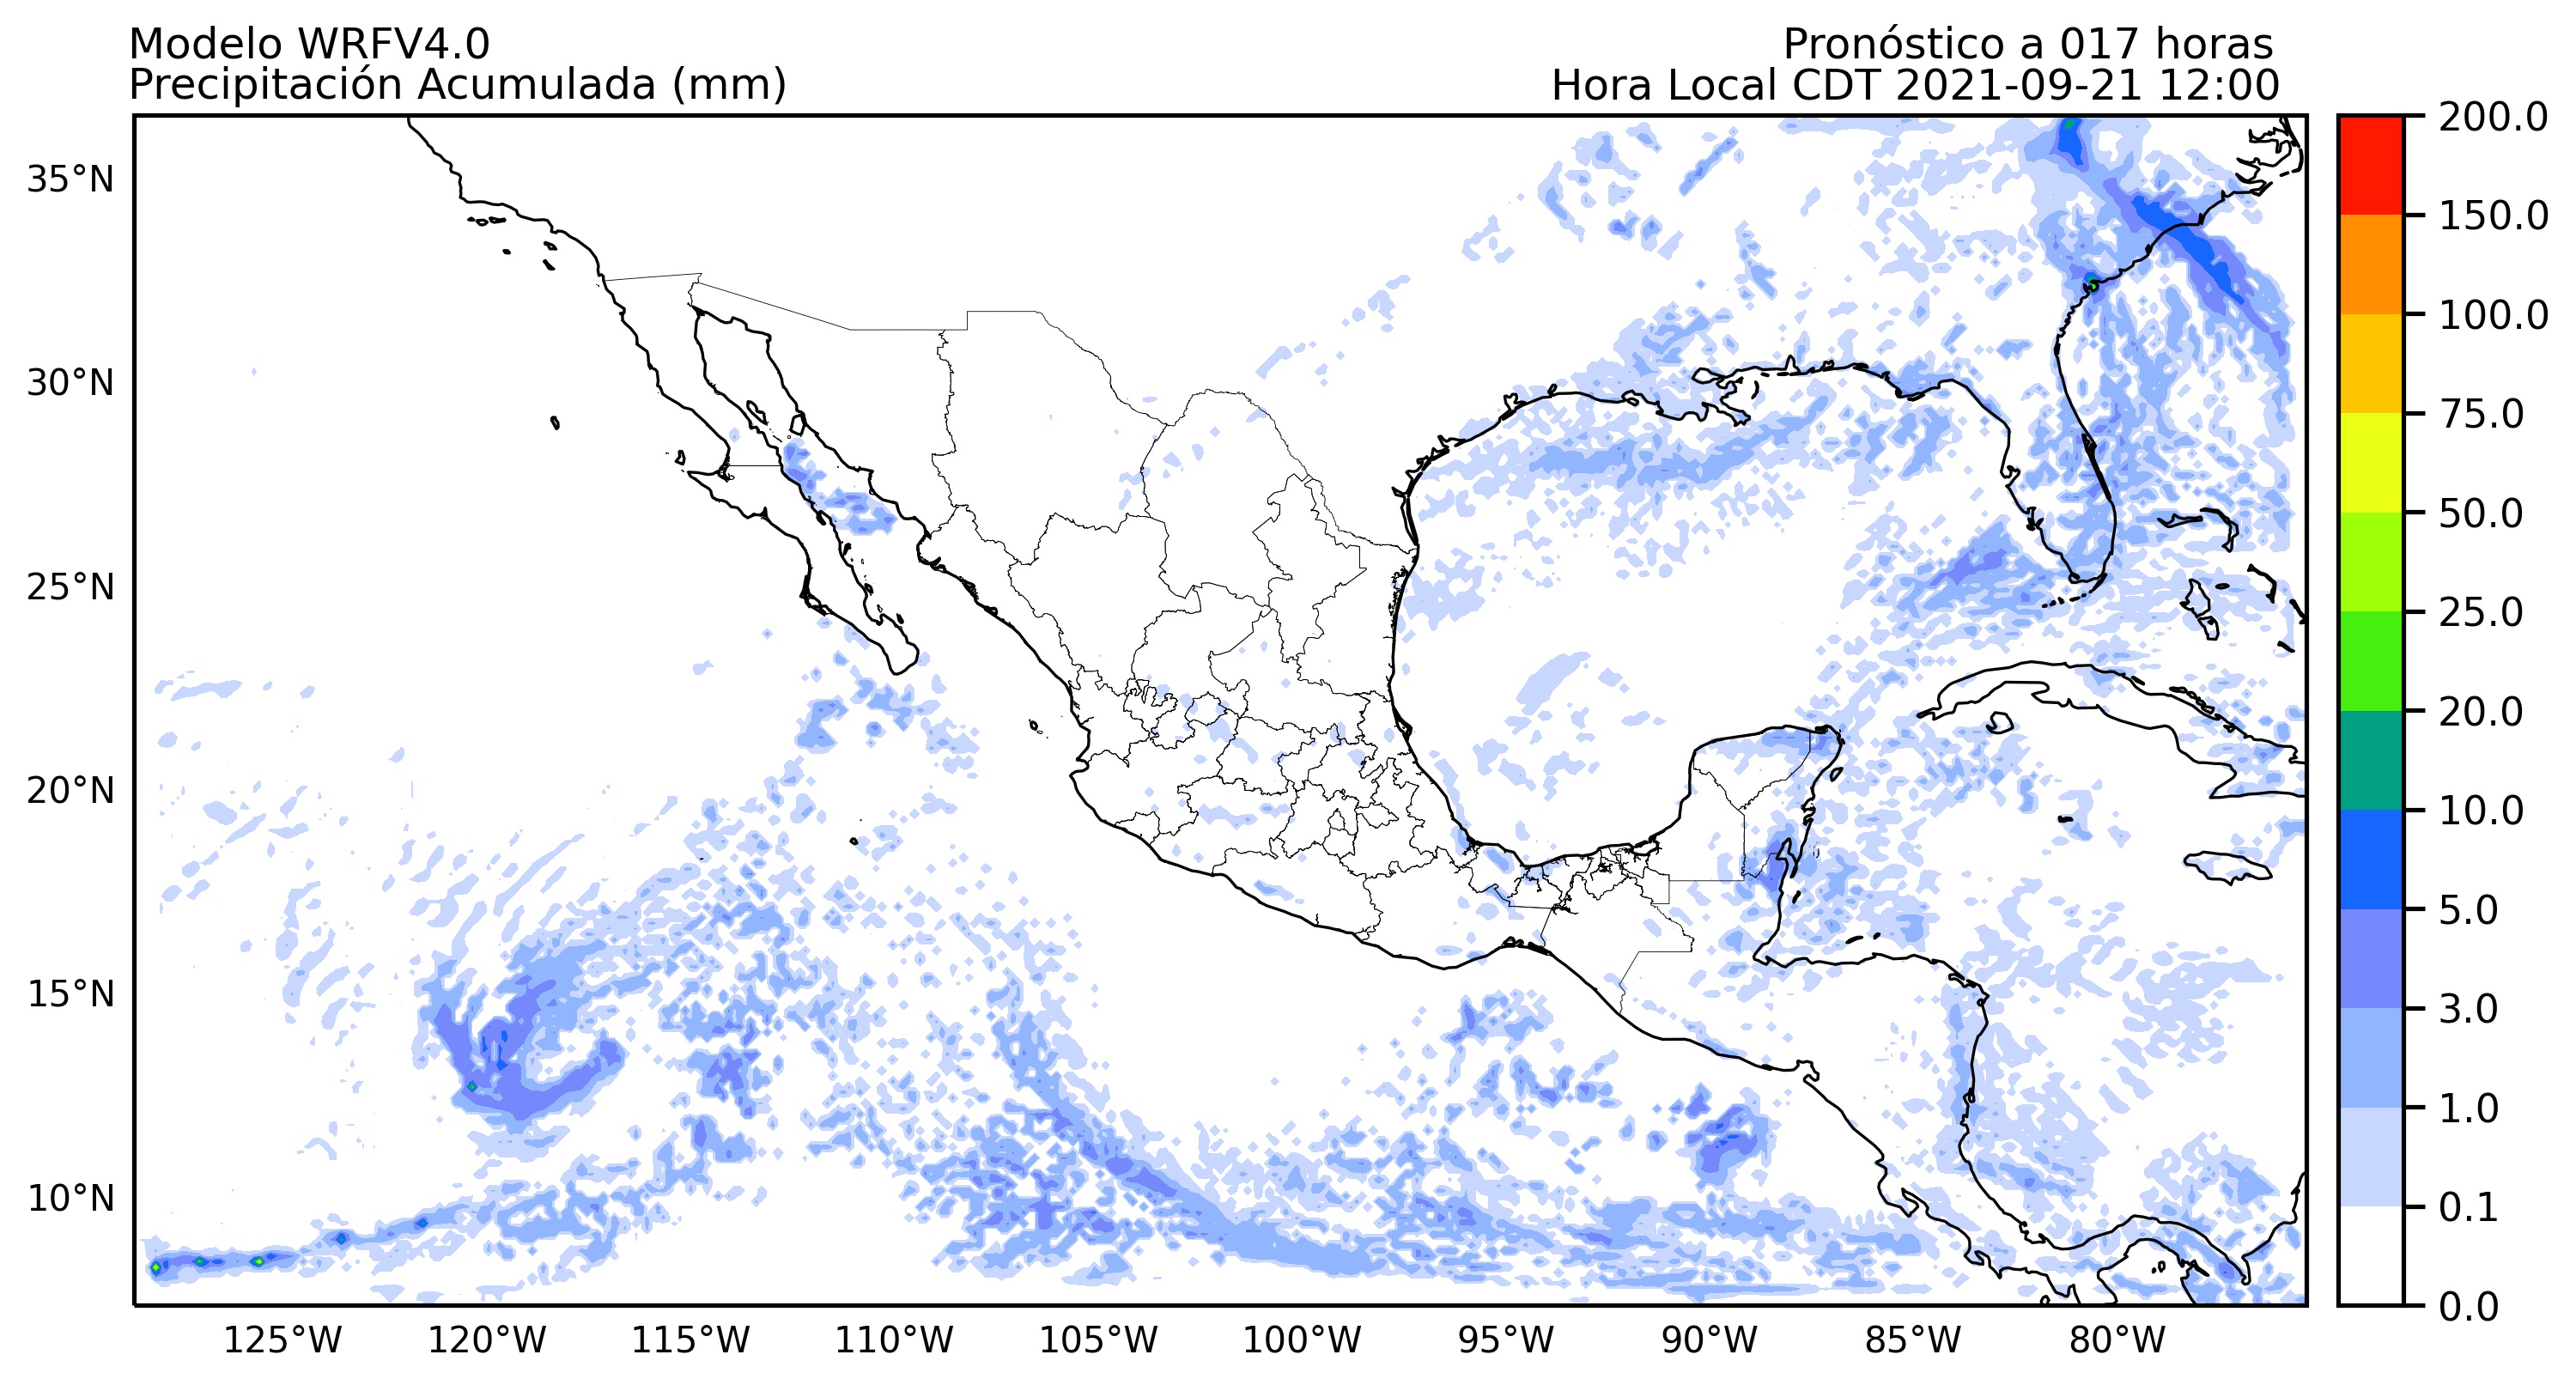 Modelo WRFV4.0
Precipitación Acumulada (mm)
Pronóstico a 017 horas
Hora Local CDT 2021-09-21 12:00
35°N
30°N
25°N
20°N
15°N
10°N
125°W
120°W
115°W
110°W
105°W
100°W
95°W
90°W
85°W
80°W
200.0
150.0
100.0
75.0
50.0
25.0
20.0
10.0
5.0
3.0
1.0
0.1
0.0